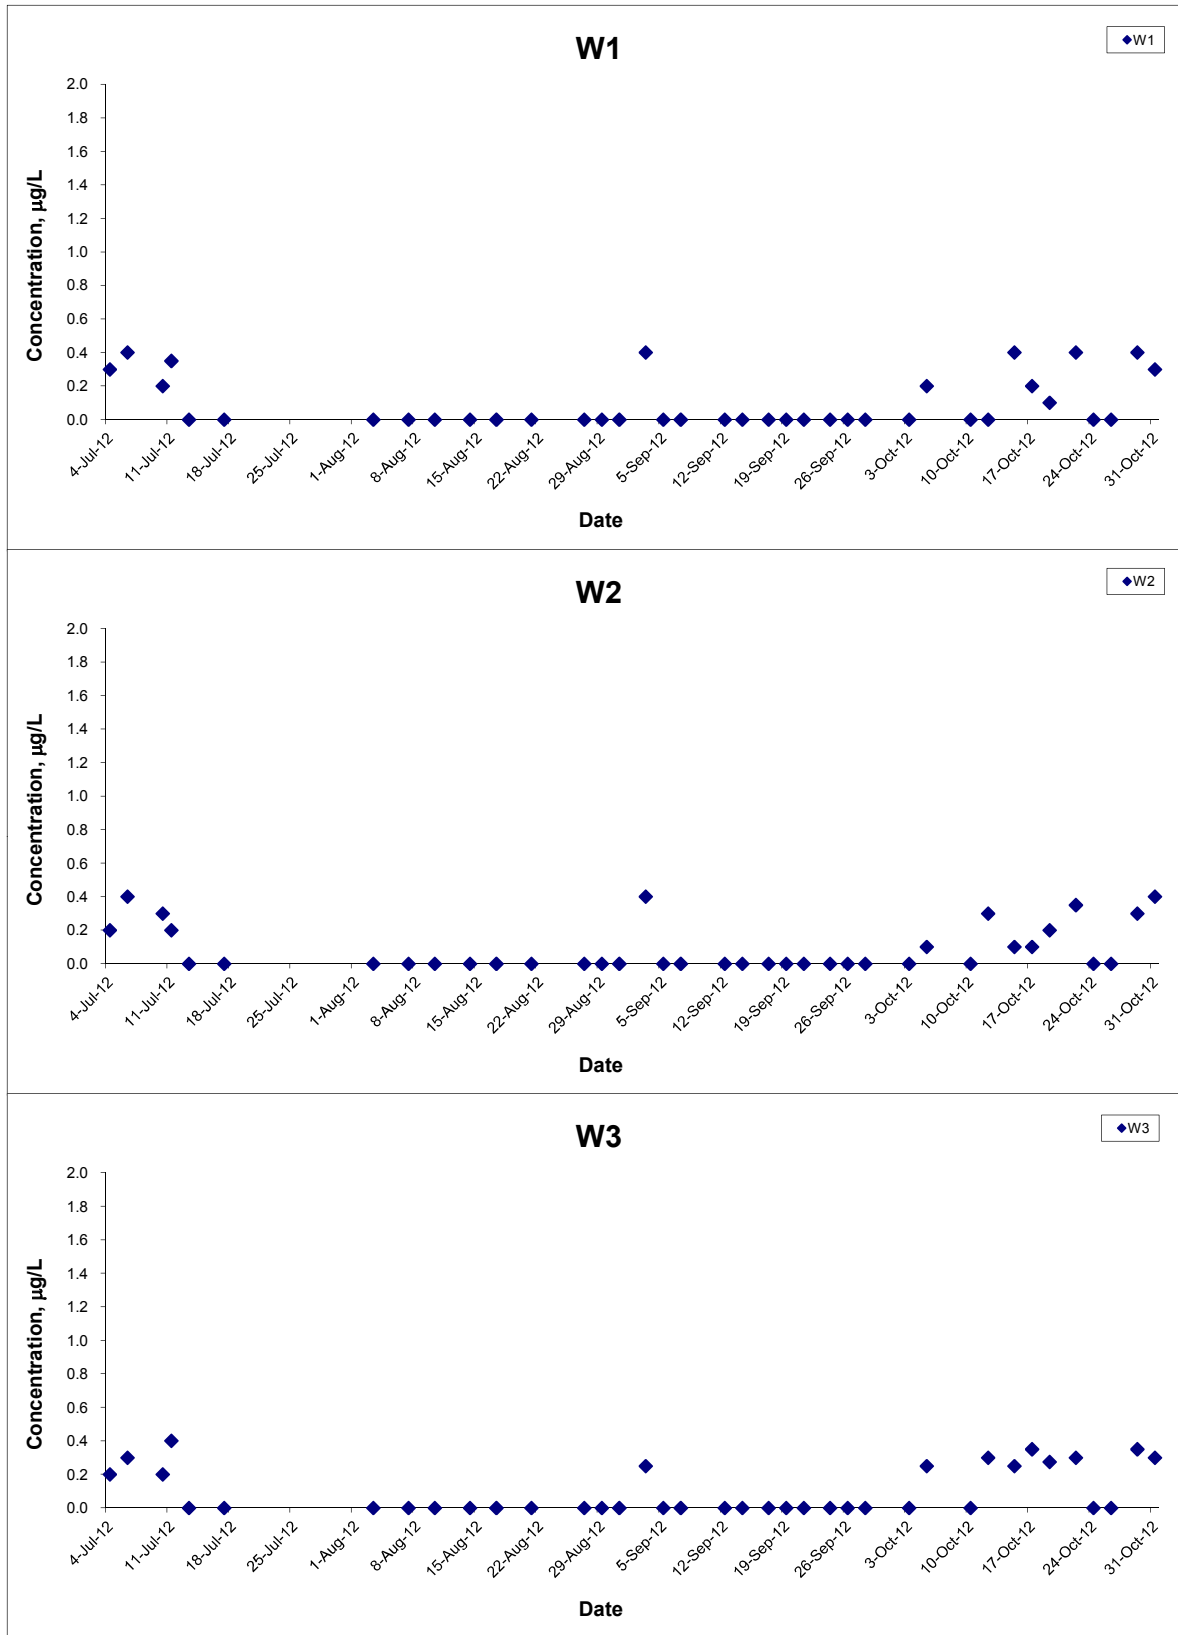 W1
W1
Concentration, µg/L
2.0
1.8
1.6
1.4
1.2
1.0
0.8
0.6
0.4
0.2
0.0
4-Jul-12
11-Jul-12
18-Jul-12
25-Jul-12
1-Aug-12
8-Aug-12
15-Aug-12
22-Aug-12
29-Aug-12
5-Sep-12
12-Sep-12
19-Sep-12
26-Sep-12
3-Oct-12
10-Oct-12
17-Oct-12
24-Oct-12
31-Oct-12
Date
W2
W2
Concentration, µg/L
2.0
1.8
1.6
1.4
1.2
1.0
0.8
0.6
0.4
0.2
0.0
4-Jul-12
11-Jul-12
18-Jul-12
25-Jul-12
1-Aug-12
8-Aug-12
15-Aug-12
22-Aug-12
29-Aug-12
5-Sep-12
12-Sep-12
19-Sep-12
26-Sep-12
3-Oct-12
10-Oct-12
17-Oct-12
24-Oct-12
31-Oct-12
Date
W3
W3
Concentration, µg/L
2.0
1.8
1.6
1.4
1.2
1.0
0.8
0.6
0.4
0.2
0.0
4-Jul-12
11-Jul-12
18-Jul-12
25-Jul-12
1-Aug-12
8-Aug-12
15-Aug-12
22-Aug-12
29-Aug-12
5-Sep-12
12-Sep-12
19-Sep-12
26-Sep-12
3-Oct-12
10-Oct-12
17-Oct-12
24-Oct-12
31-Oct-12
Date